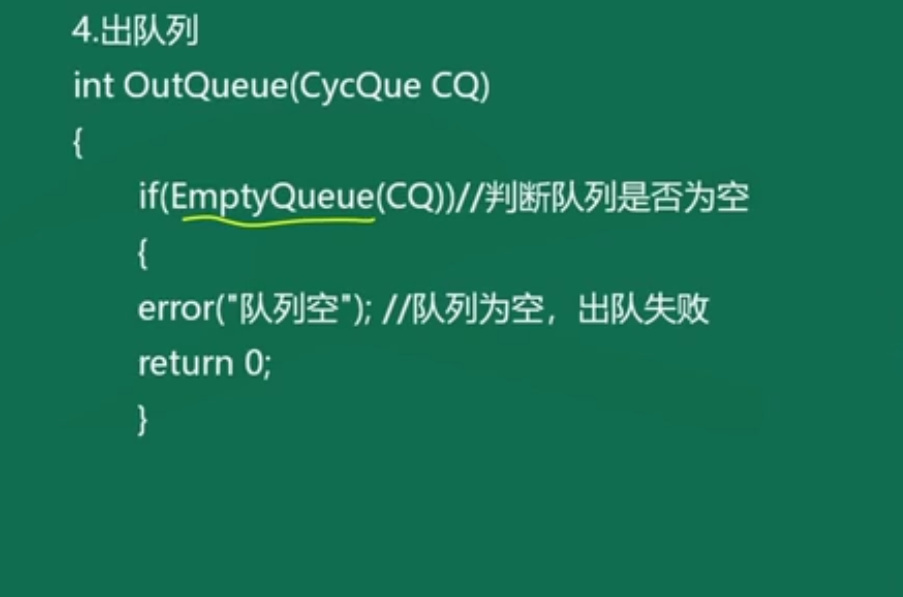 4.出队列
int OutQueue(CycQue CQ)
{
if(EmptyQueue(CQ))//判断队列是否为空
{
error("队列空"); //队列为空，出队失败
return 0;
}